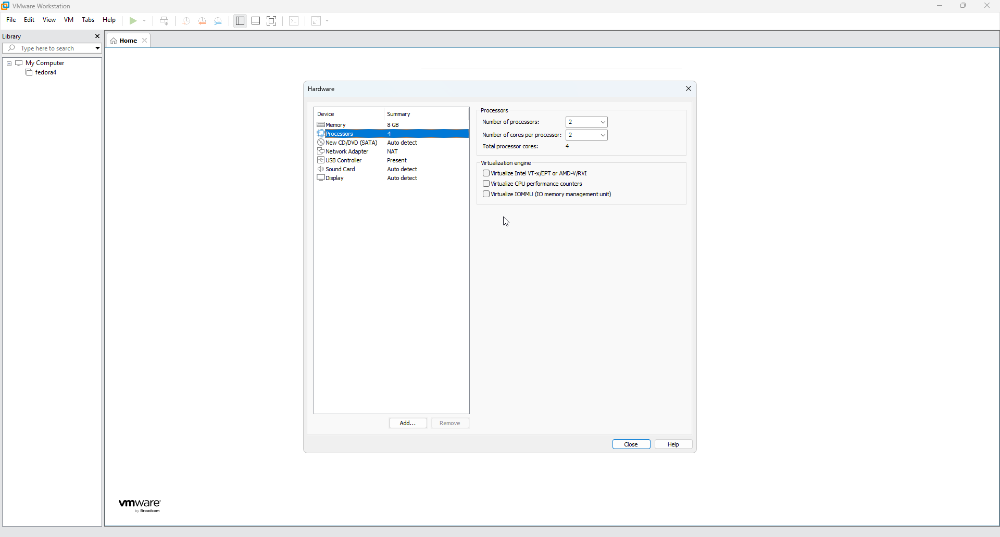 VMware Workstation
File Edit View VM Tabs Help
Library
Type here to search
My Computer
fedora4
Home
Hardware
Device Summary
Memory 8 GB
Processors 4
New CD/DVD (SATA) Auto detect
Network Adapter NAT
USB Controller Present
Sound Card Auto detect
Display Auto detect
Add... Remove
Processors
Number of processors: 2
Number of cores per processor: 2
Total processor cores: 4
Virtualization engine
Virtualize Intel VT-x/EPT or AMD-V/RVI
Virtualize CPU performance counters
Virtualize IOMMU (IO memory management unit)
Close Help
vmware
by Broadcom